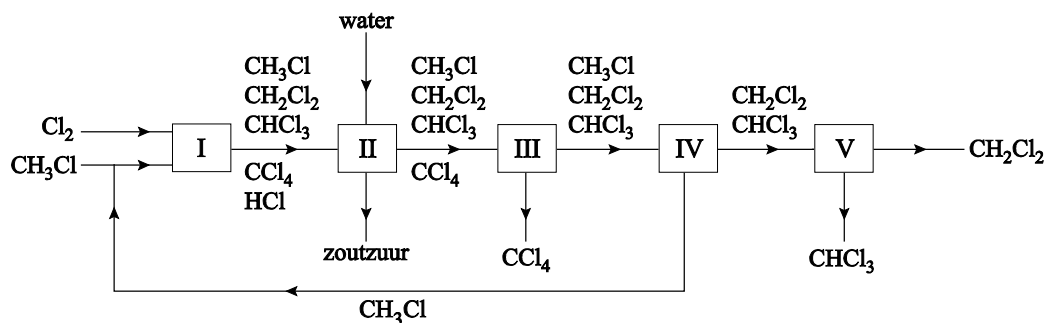 water
CH₃Cl
CH₂Cl₂
CHCl₃
CH₃Cl
CH₂Cl₂
CHCl₃
CH₃Cl
CH₂Cl₂
CHCl₃
CH₂Cl₂
CHCl₃
Cl₂
CH₃Cl
I
II
III
IV
V
CH₂Cl₂
CCl₄
HCl
CCl₄
zoutzuur
CCl₄
CHCl₃
CH₃Cl